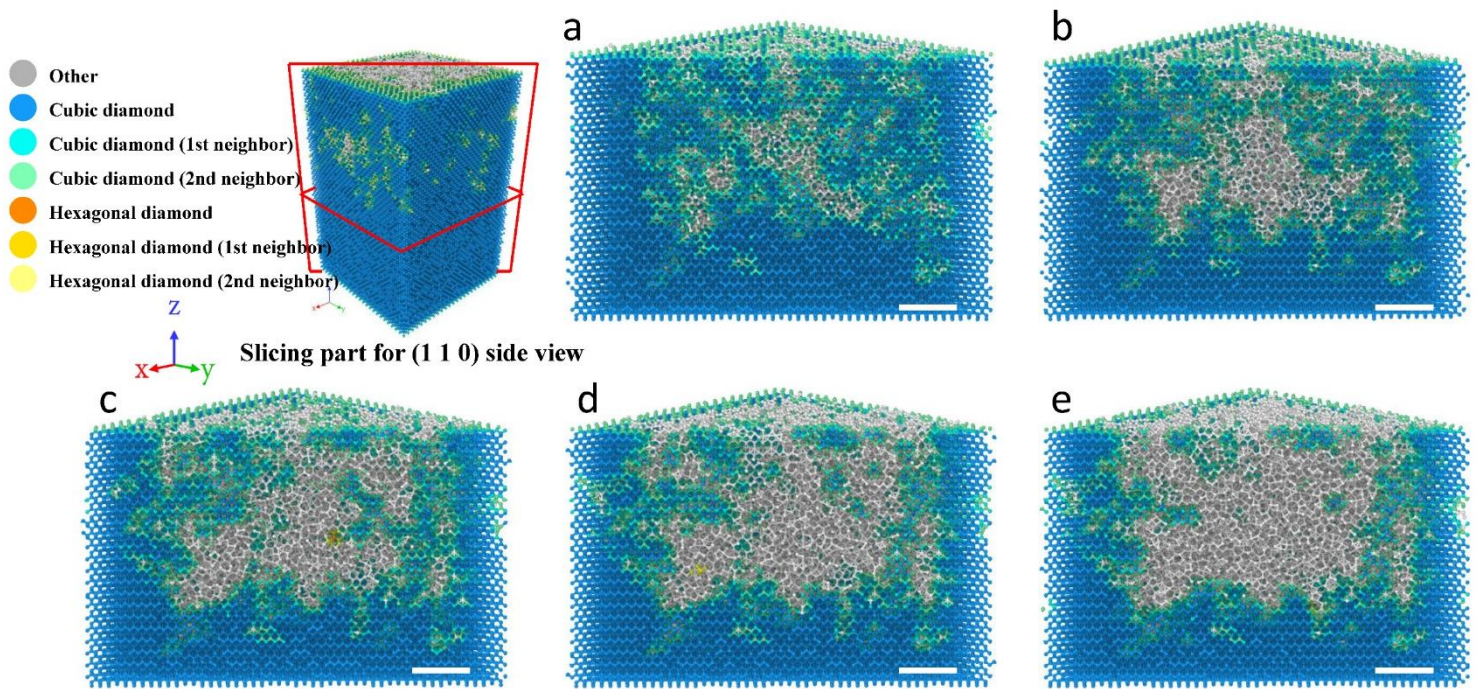 Other
Cubic diamond
Cubic diamond (1st neighbor)
Cubic diamond (2nd neighbor)
Hexagonal diamond
Hexagonal diamond (1st neighbor)
Hexagonal diamond (2nd neighbor)
z
x
y
x
y
Slicing part for (1 1 0) side view
a
b
c
d
e